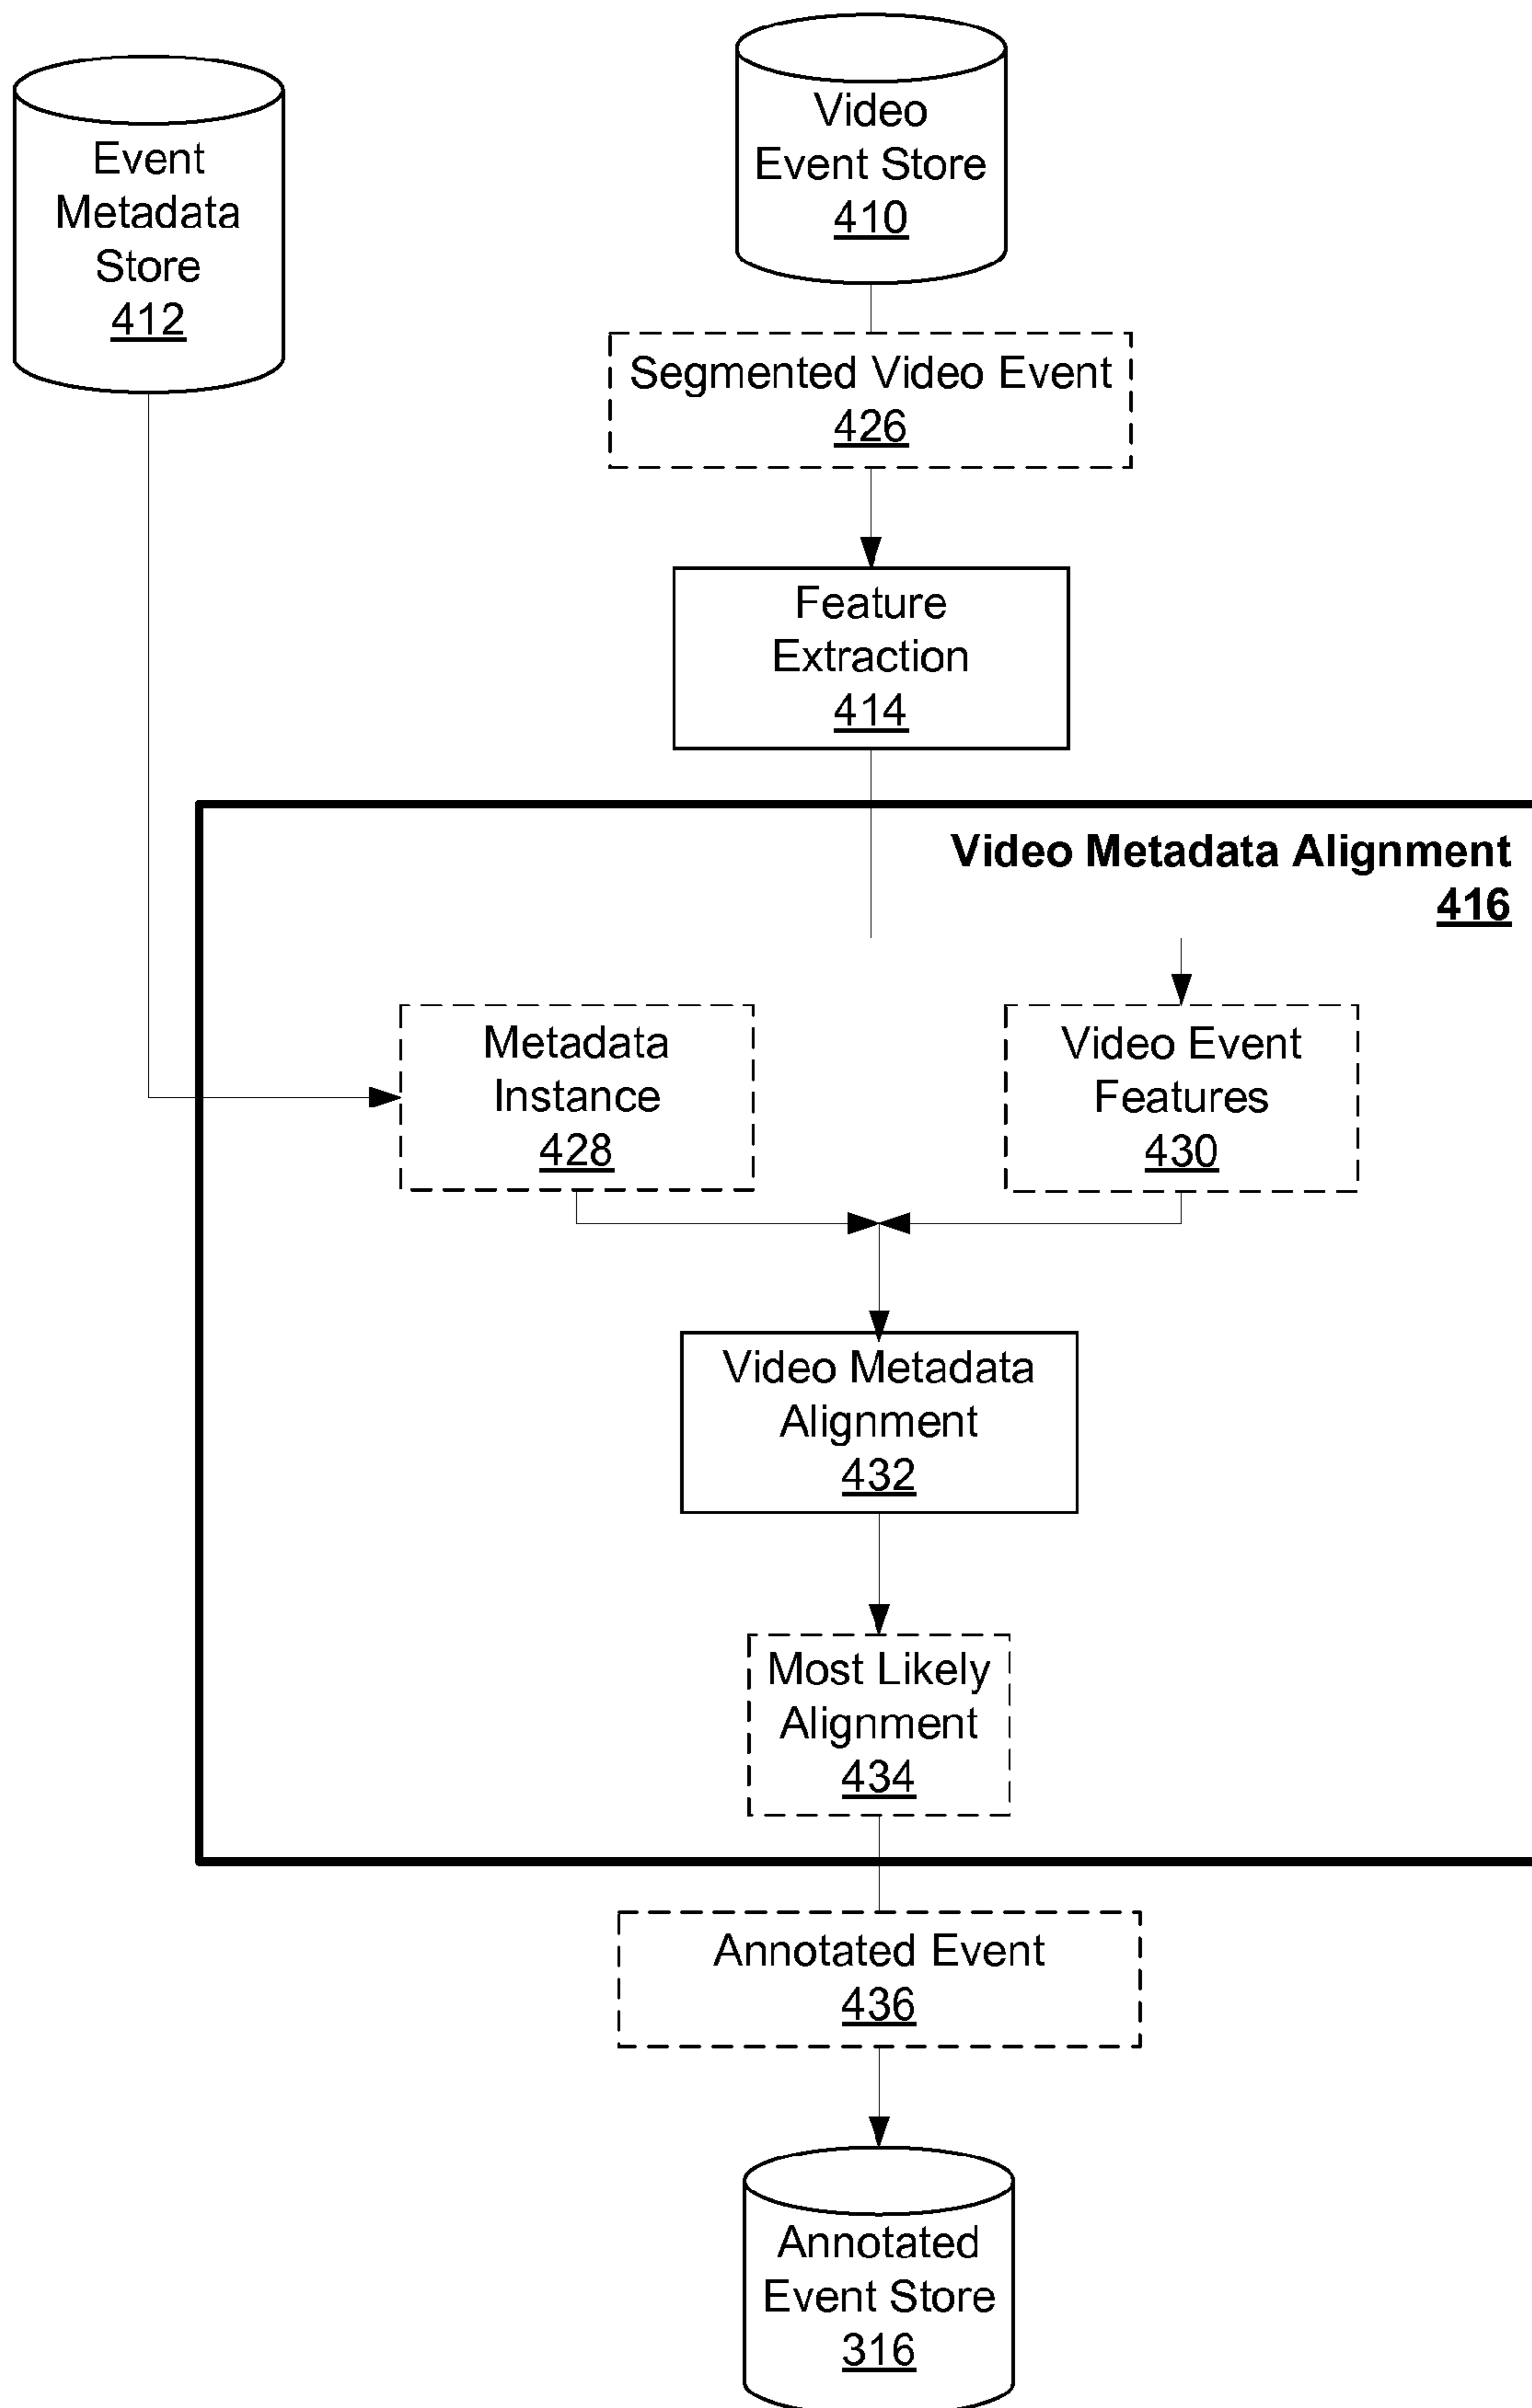 Video
Event Store
410
Event
Metadata
Store
412
Segmented Video Event
426
Feature
Extraction
414
Video Metadata Alignment
416
Metadata
Instance
428
Video Event
Features
430
Video Metadata
Alignment
432
Most Likely
Alignment
434
Annotated Event
436
Annotated
Event Store
316